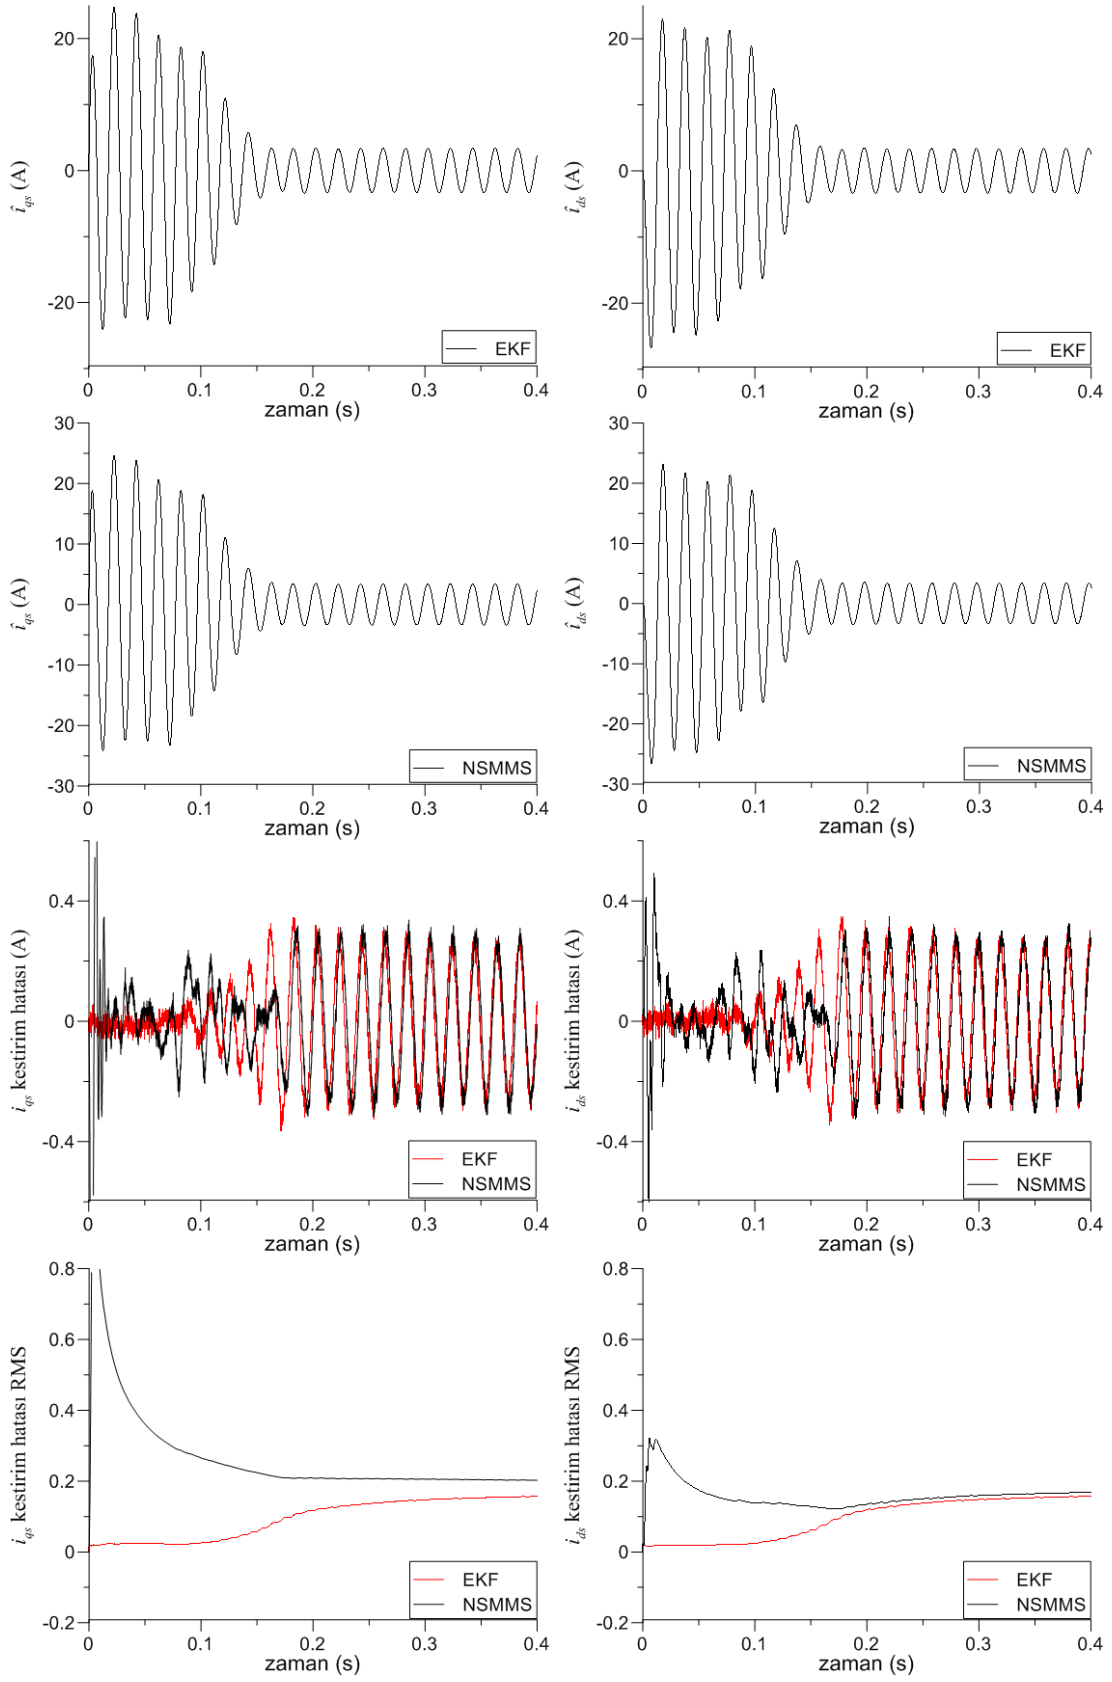 20
0
-20
î_qs (A)
EKF
0 0.1 0.2 0.3 0.4
zaman (s)
20
0
-20
î_ds (A)
EKF
0 0.1 0.2 0.3 0.4
zaman (s)
30
20
10
0
-10
-20
-30
î_qs (A)
NSMMS
0 0.1 0.2 0.3 0.4
zaman (s)
30
20
10
0
-10
-20
-30
î_ds (A)
NSMMS
0 0.1 0.2 0.3 0.4
zaman (s)
0.4
0
-0.4
i_qs kestirim hatası (A)
EKF
NSMMS
0 0.1 0.2 0.3 0.4
zaman (s)
0.4
0
-0.4
i_ds kestirim hatası (A)
EKF
NSMMS
0 0.1 0.2 0.3 0.4
zaman (s)
0.8
0.6
0.4
0.2
0
-0.2
i_qs kestirim hatası RMS
EKF
NSMMS
0 0.1 0.2 0.3 0.4
zaman (s)
0.8
0.6
0.4
0.2
0
-0.2
i_ds kestirim hatası RMS
EKF
NSMMS
0 0.1 0.2 0.3 0.4
zaman (s)